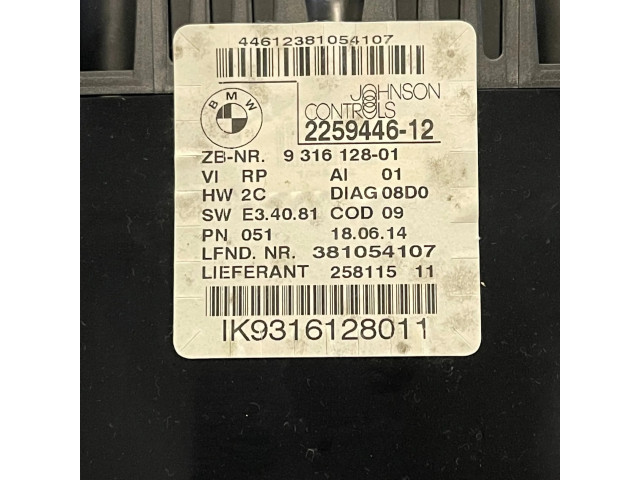 44612381054107
BMW
JOHNSON
CONTROLS
2259446-12
ZB-NR. 9 316 128-01
VI RP AI 01
HW 2C DIAG 08D0
SW E3.40.81 COD 09
PN 051 18.06.14
LFND. NR. 381054107
LIEFERANT 258115 11
IK9316128011